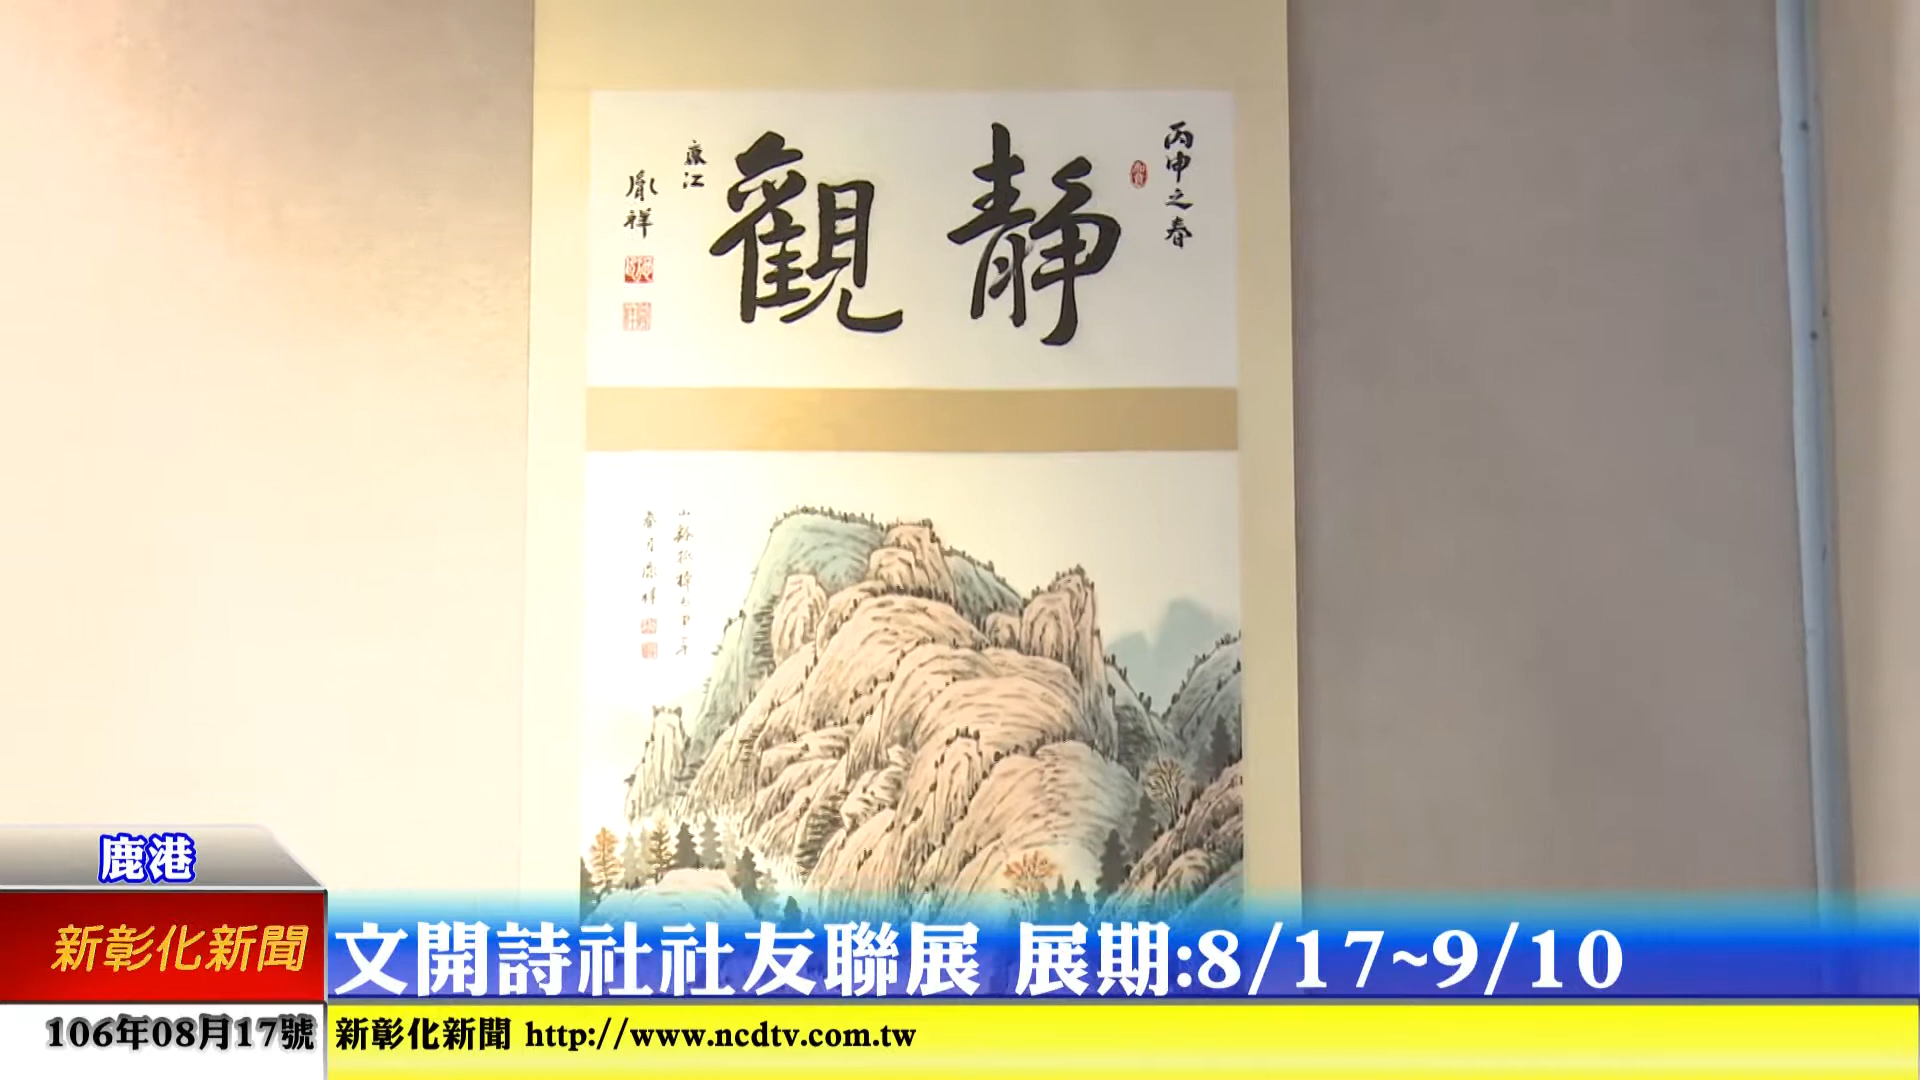 丙申之春
靜觀
鹿江
胤祥
鹿港
新彰化新聞
文開詩社社友聯展 展期:8/17~9/10
106年08月17號
新彰化新聞 http://www.ncdtv.com.tw